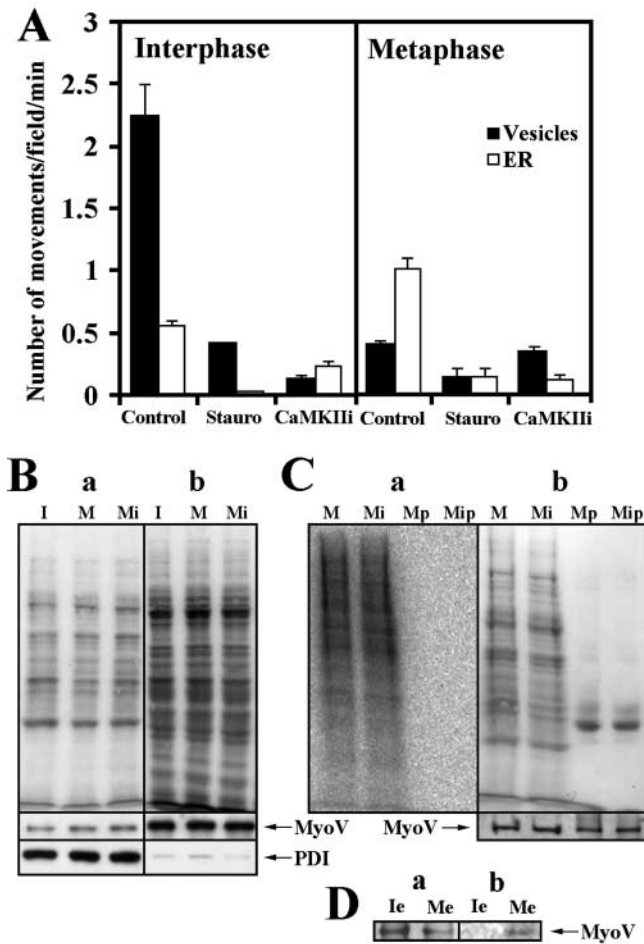 A
3
2.5
2
1.5
1
0.5
0
Number of movements/field/min
Interphase
Metaphase
Vesicles
ER
Control Stauro CaMKIIi Control Stauro CaMKIIi
B
a b
I M Mi I M Mi
C
a b
M Mi Mp Mip M Mi Mp Mip
MyoV MyoV
PDI
D
a b
Ie Me Ie Me
MyoV